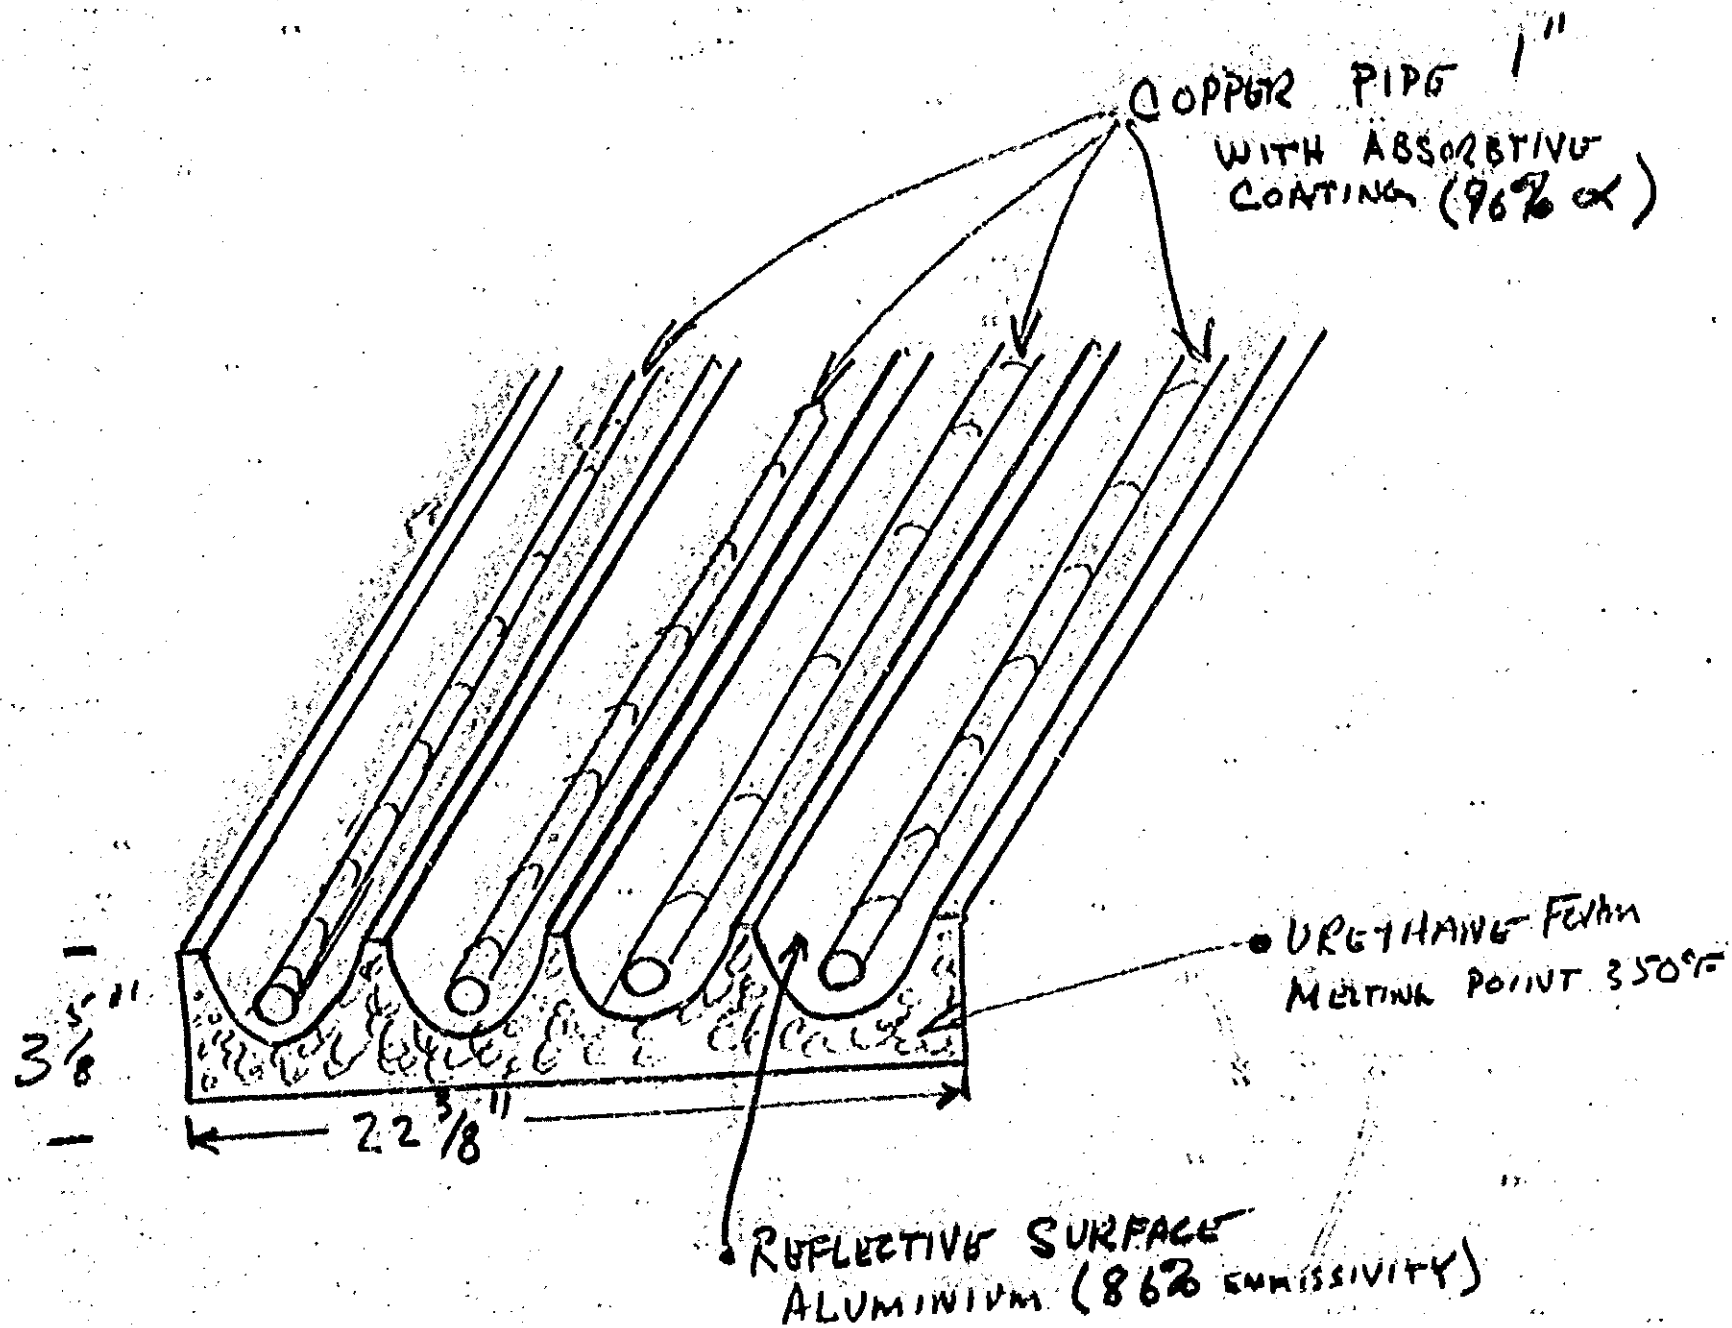 COPPER PIPE 1"
WITH ABSORBTIVE
COATING (96% α)
• URETHANE FOAM
MELTING POINT 350°F
3 5/8"
22 3/8"
• REFLECTIVE SURFACE
ALUMINIUM (86% EMMISSIVITY)